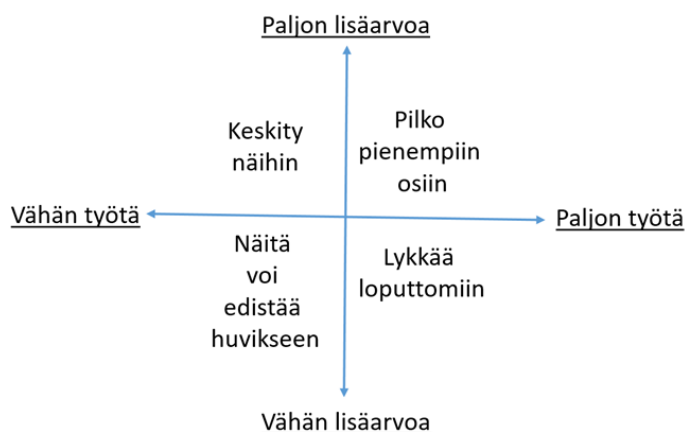 Paljon lisäarvoa
Keskity
näihin
Pilko
pienempiin
osiin
Vähän työtä
Paljon työtä
Näitä
voi
edistää
huvikseen
Lykkää
loputtomiin
Vähän lisäarvoa